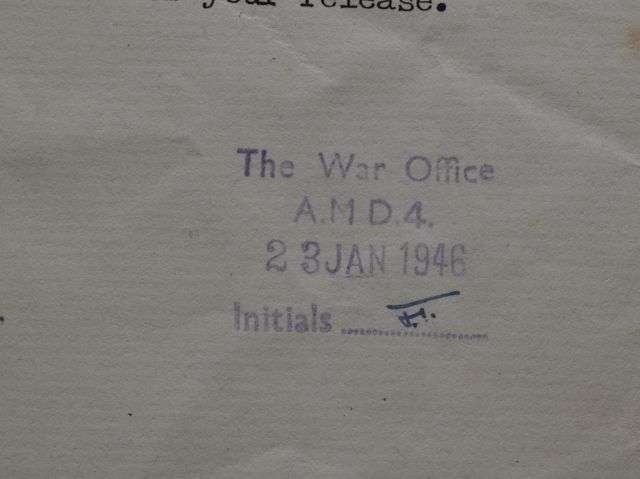 your release.
The War Office
A.M.D.4.
23 JAN 1946
Initials